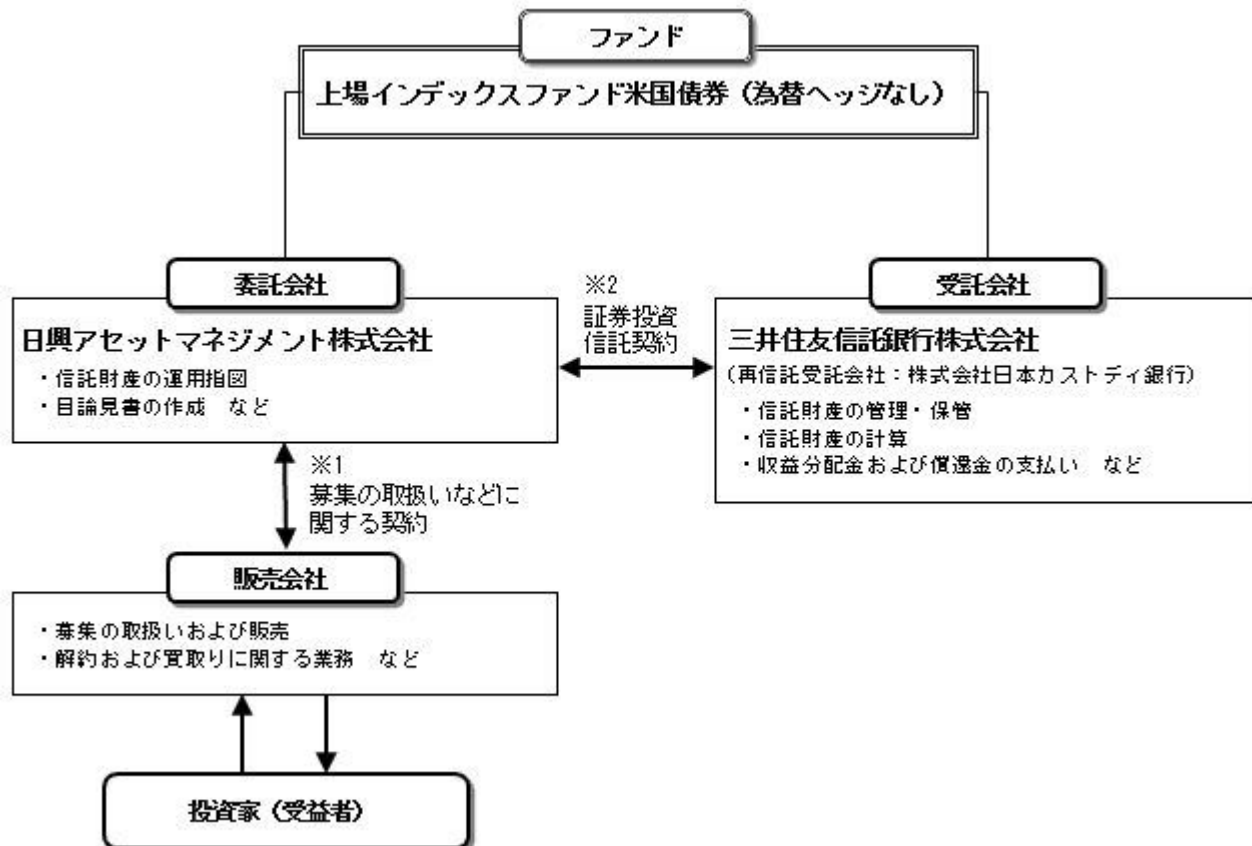 ファンド
上場インデックスファンド米国債券（為替ヘッジなし）
委託会社
日興アセットマネジメント株式会社
・信託財産の運用指図
・目論見書の作成　など
※2
証券投資
信託契約
受託会社
三井住友信託銀行株式会社
（再信託受託会社：株式会社日本カストディ銀行）
・信託財産の管理・保管
・信託財産の計算
・収益分配金および償還金の支払い　など
※1
募集の取扱いなどに
関する契約
販売会社
・募集の取扱いおよび販売
・解約および買取りに関する業務　など
投資家（受益者）